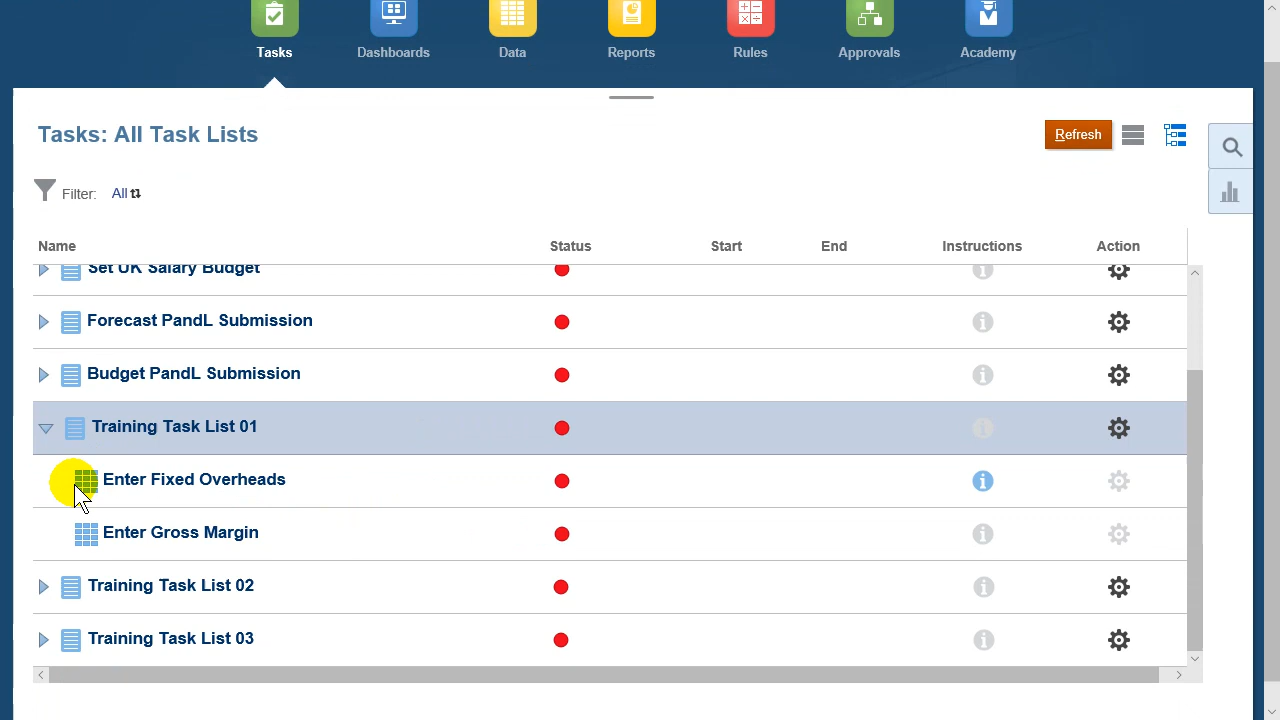 Tasks
Dashboards
Data
Reports
Rules
Approvals
Academy
Tasks: All Task Lists
Refresh
Filter: All
Name Status Start End Instructions Action
Set UK Salary Budget
Forecast PandL Submission
Budget PandL Submission
Training Task List 01
Enter Fixed Overheads
Enter Gross Margin
Training Task List 02
Training Task List 03